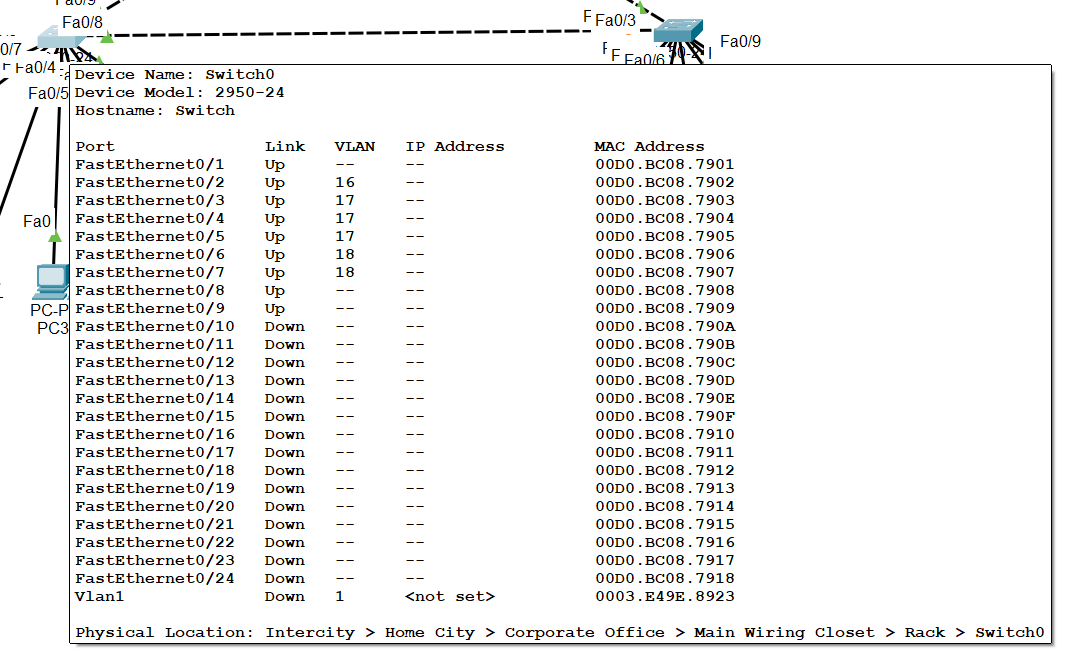 Fa0/9
Fa0/8
Fa0/3
Fa0/9
0/7
Fa0/4
24
Fa0/6
Fa0/5
Device Name: Switch0
Device Model: 2950-24
Hostname: Switch
Port Link VLAN IP Address MAC Address
FastEthernet0/1 Up -- -- 00D0.BC08.7901
FastEthernet0/2 Up 16 -- 00D0.BC08.7902
FastEthernet0/3 Up 17 -- 00D0.BC08.7903
FastEthernet0/4 Up 17 -- 00D0.BC08.7904
FastEthernet0/5 Up 17 -- 00D0.BC08.7905
FastEthernet0/6 Up 18 -- 00D0.BC08.7906
FastEthernet0/7 Up 18 -- 00D0.BC08.7907
FastEthernet0/8 Up -- -- 00D0.BC08.7908
FastEthernet0/9 Up -- -- 00D0.BC08.7909
FastEthernet0/10 Down -- -- 00D0.BC08.790A
FastEthernet0/11 Down -- -- 00D0.BC08.790B
FastEthernet0/12 Down -- -- 00D0.BC08.790C
FastEthernet0/13 Down -- -- 00D0.BC08.790D
FastEthernet0/14 Down -- -- 00D0.BC08.790E
FastEthernet0/15 Down -- -- 00D0.BC08.790F
FastEthernet0/16 Down -- -- 00D0.BC08.7910
FastEthernet0/17 Down -- -- 00D0.BC08.7911
FastEthernet0/18 Down -- -- 00D0.BC08.7912
FastEthernet0/19 Down -- -- 00D0.BC08.7913
FastEthernet0/20 Down -- -- 00D0.BC08.7914
FastEthernet0/21 Down -- -- 00D0.BC08.7915
FastEthernet0/22 Down -- -- 00D0.BC08.7916
FastEthernet0/23 Down -- -- 00D0.BC08.7917
FastEthernet0/24 Down -- -- 00D0.BC08.7918
Vlan1 Down 1 <not set> 0003.E49E.8923
Physical Location: Intercity > Home City > Corporate Office > Main Wiring Closet > Rack > Switch0
Fa0
PC-P
PC3